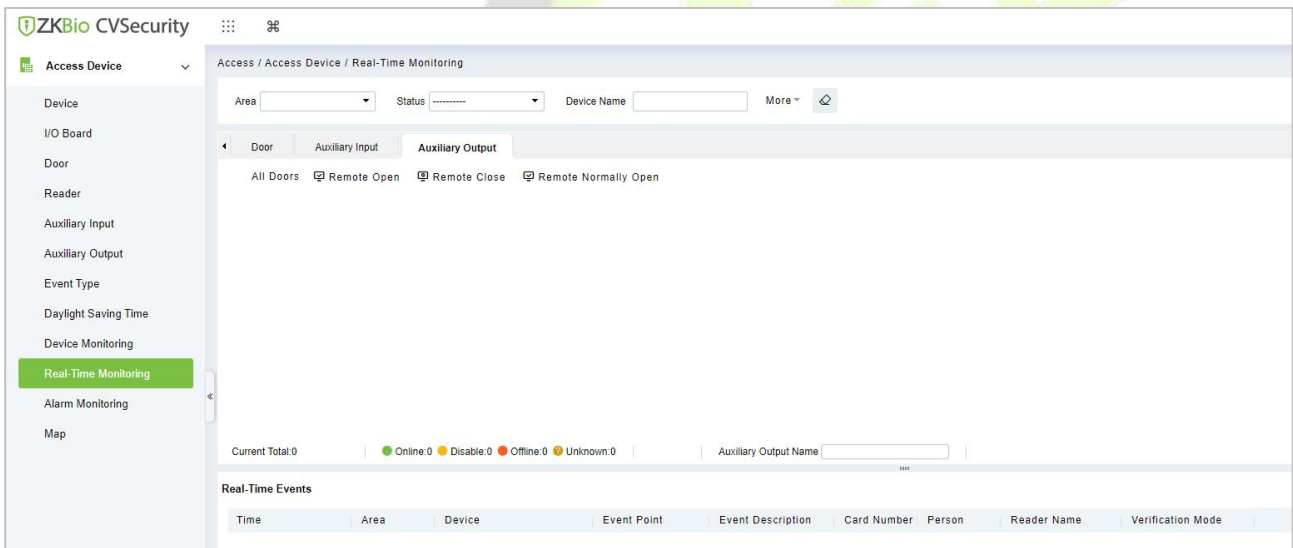 ZKBio CVSecurity
Access Device
Access / Access Device / Real-Time Monitoring
Device
I/O Board
Door
Reader
Auxiliary Input
Auxiliary Output
Event Type
Daylight Saving Time
Device Monitoring
Real-Time Monitoring
Alarm Monitoring
Map
Area Status ---------- Device Name More
Door Auxiliary Input Auxiliary Output
All Doors Remote Open Remote Close Remote Normally Open
Current Total:0 Online:0 Disable:0 Offline:0 Unknown:0 Auxiliary Output Name
Real-Time Events
Time Area Device Event Point Event Description Card Number Person Reader Name Verification Mode